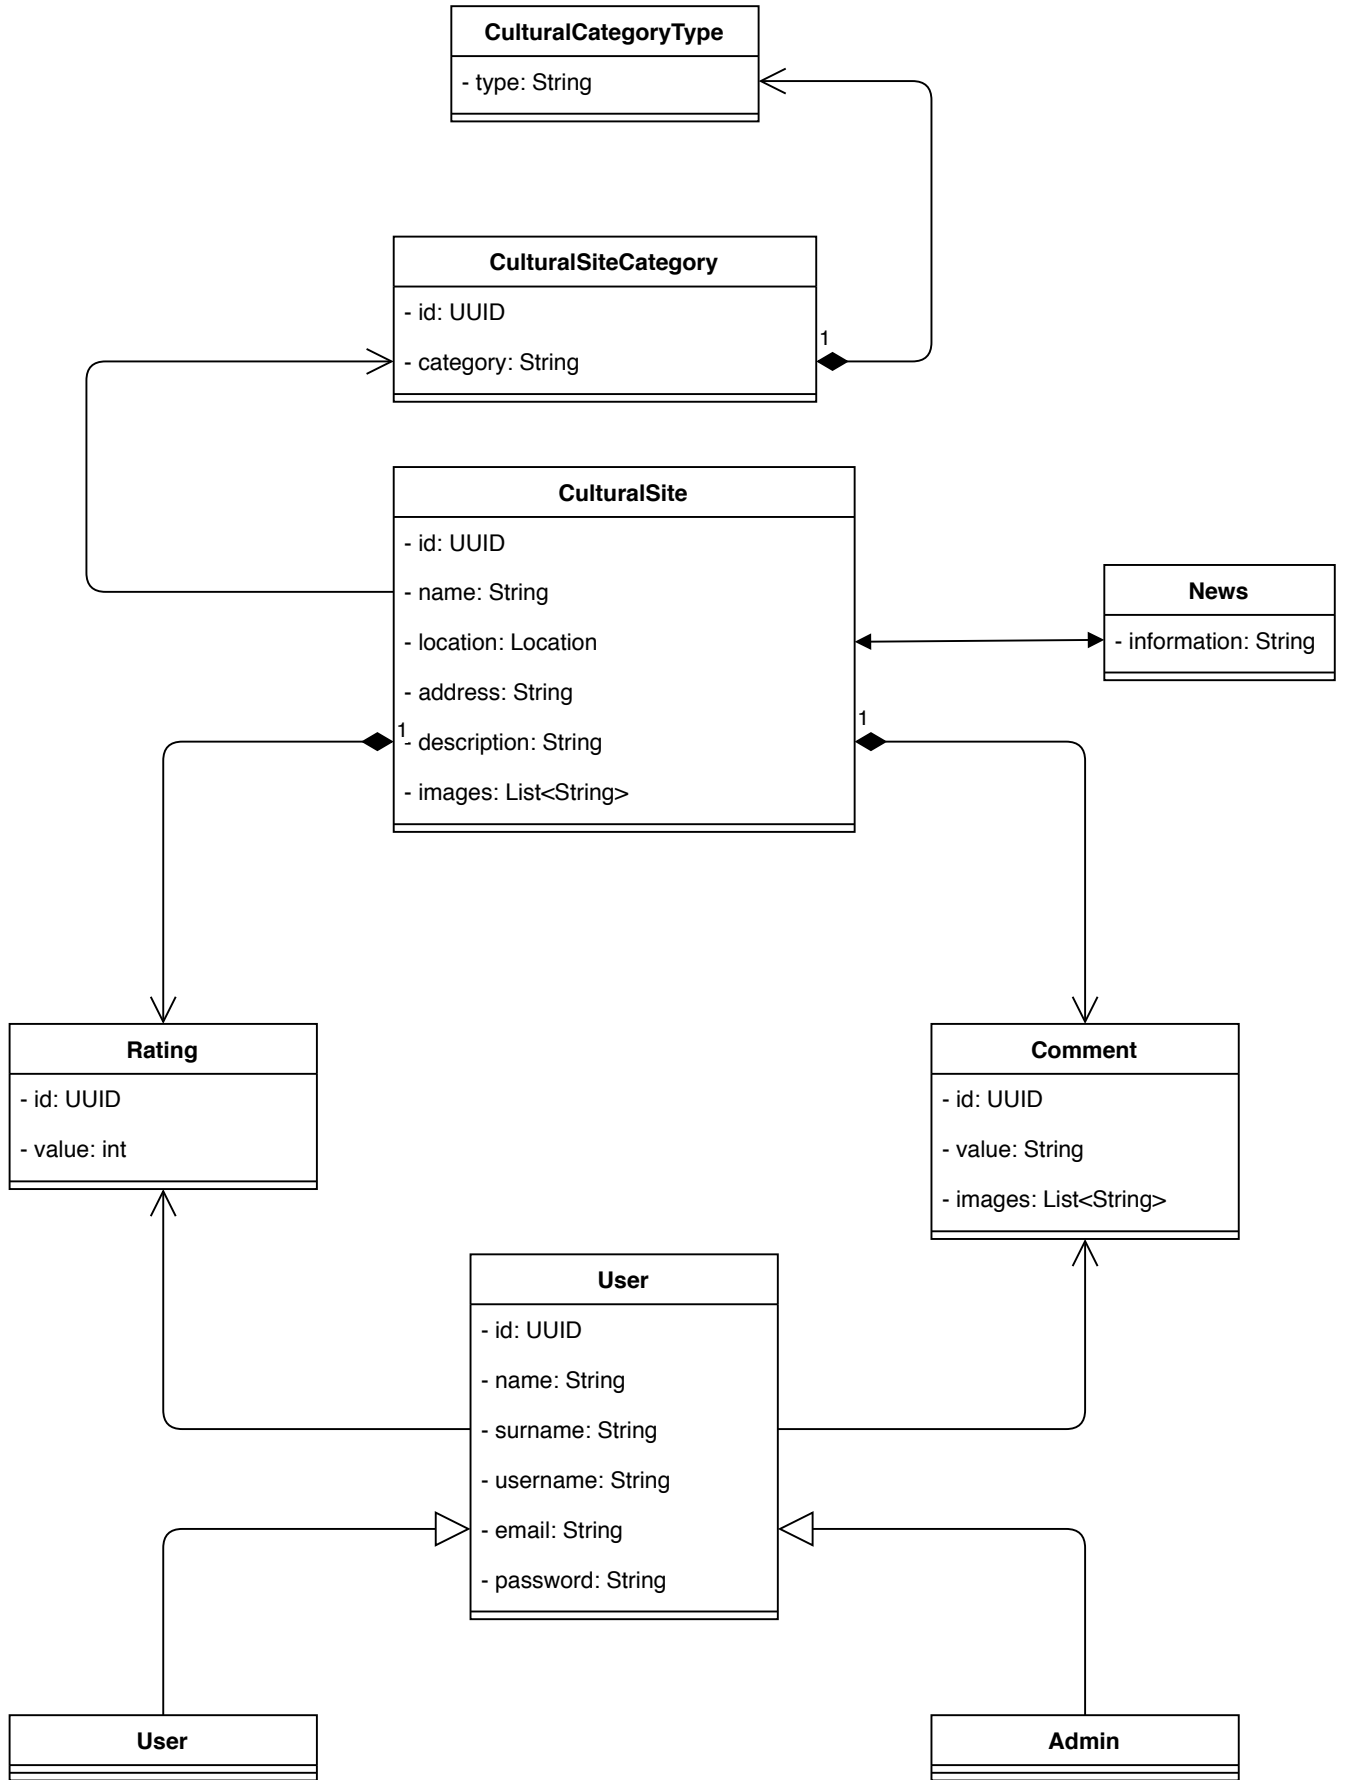 CulturalCategoryType
- type: String
CulturalSiteCategory
- id: UUID
- category: String
1
CulturalSite
- id: UUID
- name: String
- location: Location
- address: String
- description: String
- images: List<String>
1
1
News
- information: String
Rating
- id: UUID
- value: int
Comment
- id: UUID
- value: String
- images: List<String>
User
- id: UUID
- name: String
- surname: String
- username: String
- email: String
- password: String
User
Admin